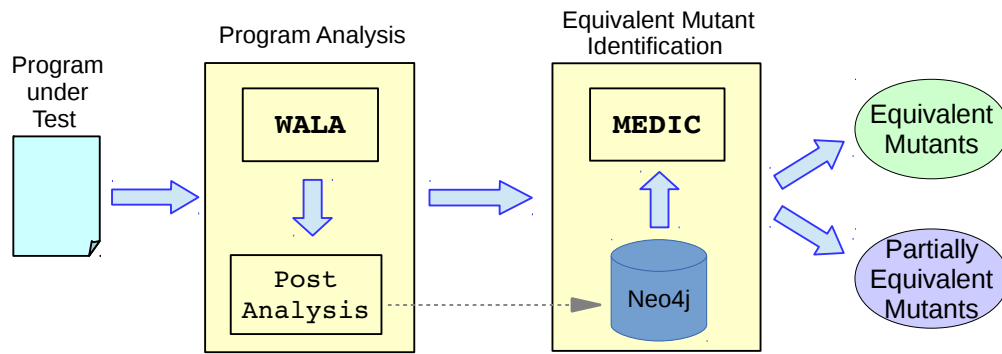 Program
under
Test
Program Analysis
WALA
Post
Analysis
Equivalent Mutant
Identification
MEDIC
Neo4j
Equivalent
Mutants
Partially
Equivalent
Mutants